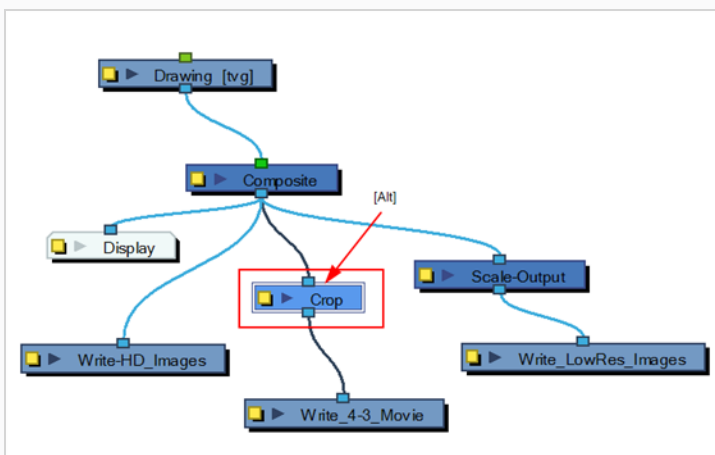 Drawing [tvg]
Composite
[Alt]
Display
Scale-Output
Crop
Write-HD_Images
Write_LowRes_Images
Write_4-3_Movie